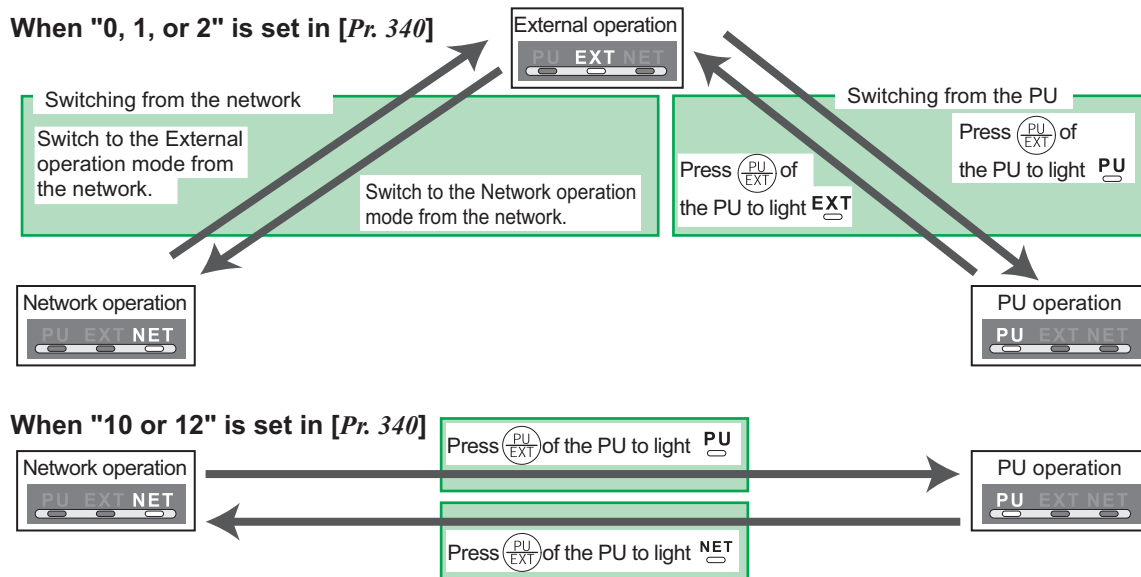 When "0, 1, or 2" is set in [Pr. 340]
External operation
PU EXT NET
Switching from the network
Switch to the External
operation mode from
the network.
Switch to the Network operation
mode from the network.
Switching from the PU
Press PU/EXT of
the PU to light EXT
Press PU/EXT of
the PU to light PU
Network operation
PU EXT NET
PU operation
PU EXT NET
When "10 or 12" is set in [Pr. 340]
Network operation
PU EXT NET
Press PU/EXT of the PU to light PU
Press PU/EXT of the PU to light NET
PU operation
PU EXT NET